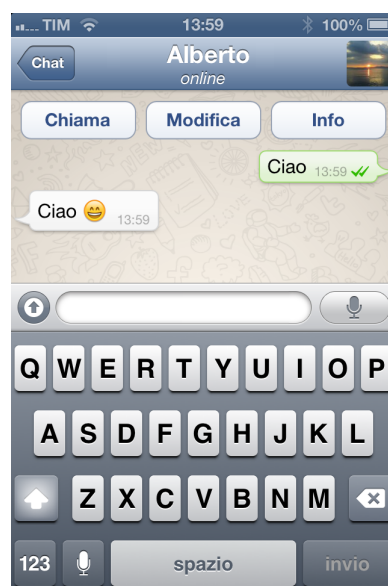 TIM 13:59 100%
Chat Alberto
online
Chiama Modifica Info
Ciao 13:59
Ciao 😄 13:59
Q W E R T Y U I O P
A S D F G H J K L
Z X C V B N M
123 spazio invio